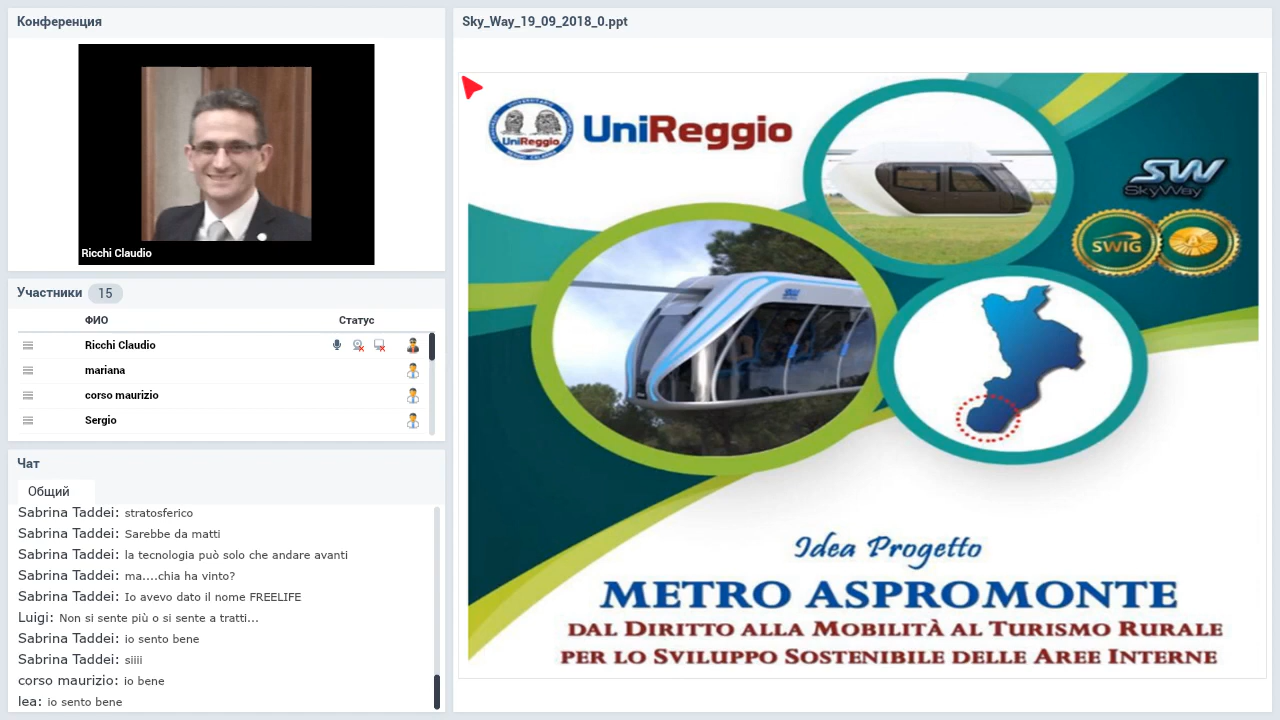 Конференция
Ricchi Claudio
Участники 15
ФИО Статус
Ricchi Claudio
mariana
corso maurizio
Sergio
Чат
Общий
Sabrina Taddei: stratosferico
Sabrina Taddei: Sarebbe da matti
Sabrina Taddei: la tecnologia può solo che andare avanti
Sabrina Taddei: ma....chia ha vinto?
Sabrina Taddei: Io avevo dato il nome FREELIFE
Luigi: Non si sente più o si sente a tratti...
Sabrina Taddei: io sento bene
Sabrina Taddei: siiii
corso maurizio: io bene
lea: io sento bene
Sky_Way_19_09_2018_0.ppt
UniReggio
UniReggio
SW
SkyWay
SWIG
Idea Progetto
METRO ASPROMONTE
DAL DIRITTO ALLA MOBILITÀ AL TURISMO RURALE
PER LO SVILUPPO SOSTENIBILE DELLE AREE INTERNE